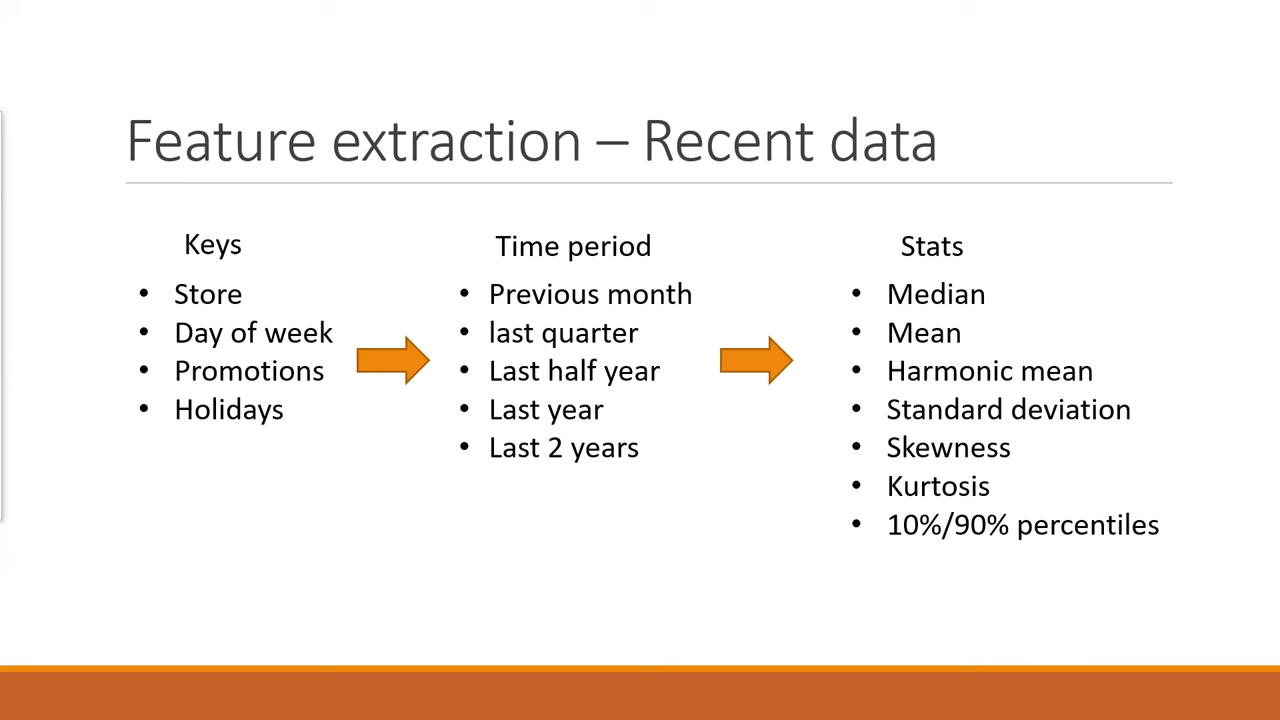 Feature extraction – Recent data
Keys
• Store
• Day of week
• Promotions
• Holidays
Time period
• Previous month
• last quarter
• Last half year
• Last year
• Last 2 years
Stats
• Median
• Mean
• Harmonic mean
• Standard deviation
• Skewness
• Kurtosis
• 10%/90% percentiles